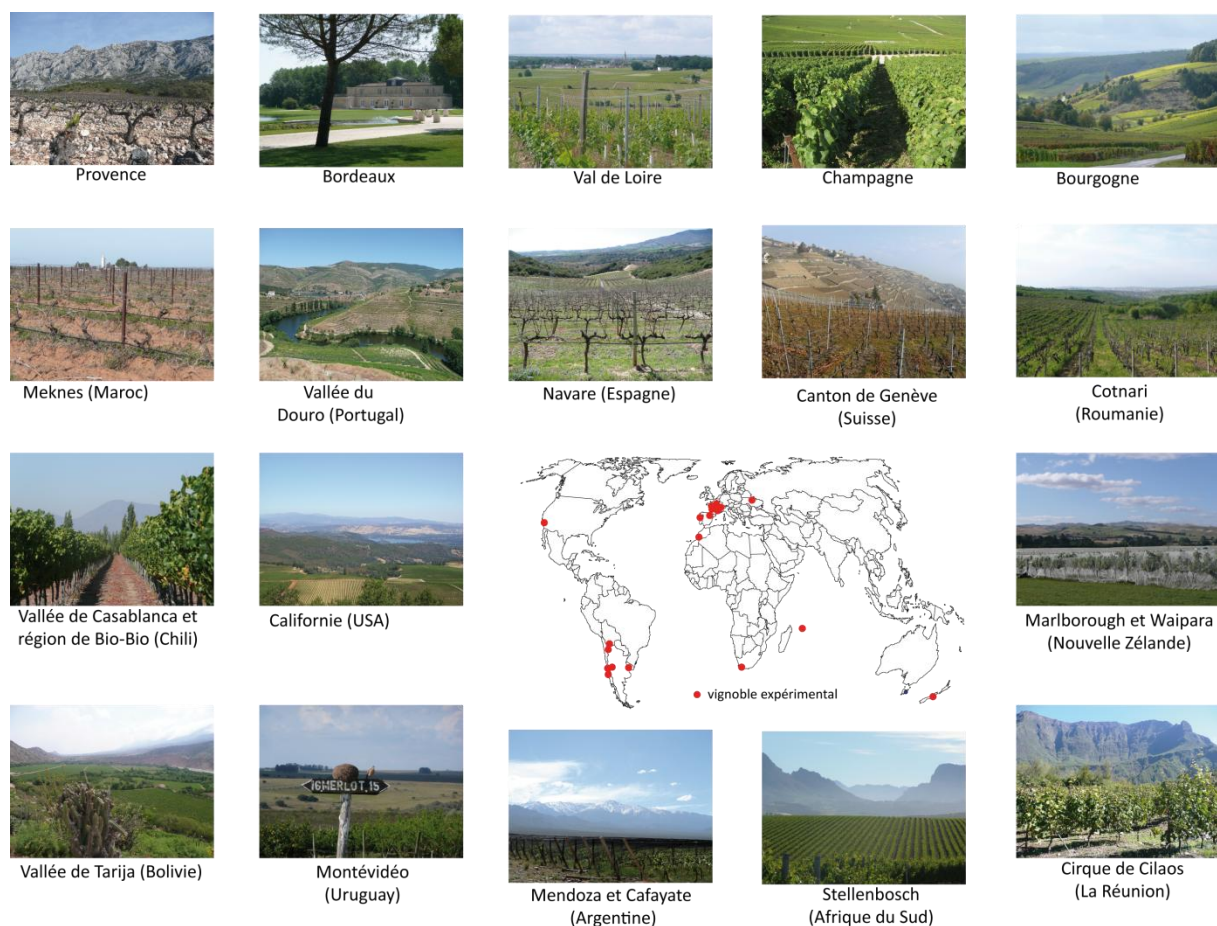 Provence
Bordeaux
Val de Loire
Champagne
Bourgogne
Meknes (Maroc)
Vallée du
Douro (Portugal)
Navare (Espagne)
Canton de Genève
(Suisse)
Cotnari
(Roumanie)
Vallée de Casablanca et
région de Bio-Bio (Chili)
Californie (USA)
vignoble expérimental
Marlborough et Waipara
(Nouvelle Zélande)
Vallée de Tarija (Bolivie)
16 MERLOT.15
Montévidéo
(Uruguay)
Mendoza et Cafayate
(Argentine)
Stellenbosch
(Afrique du Sud)
Cirque de Cilaos
(La Réunion)